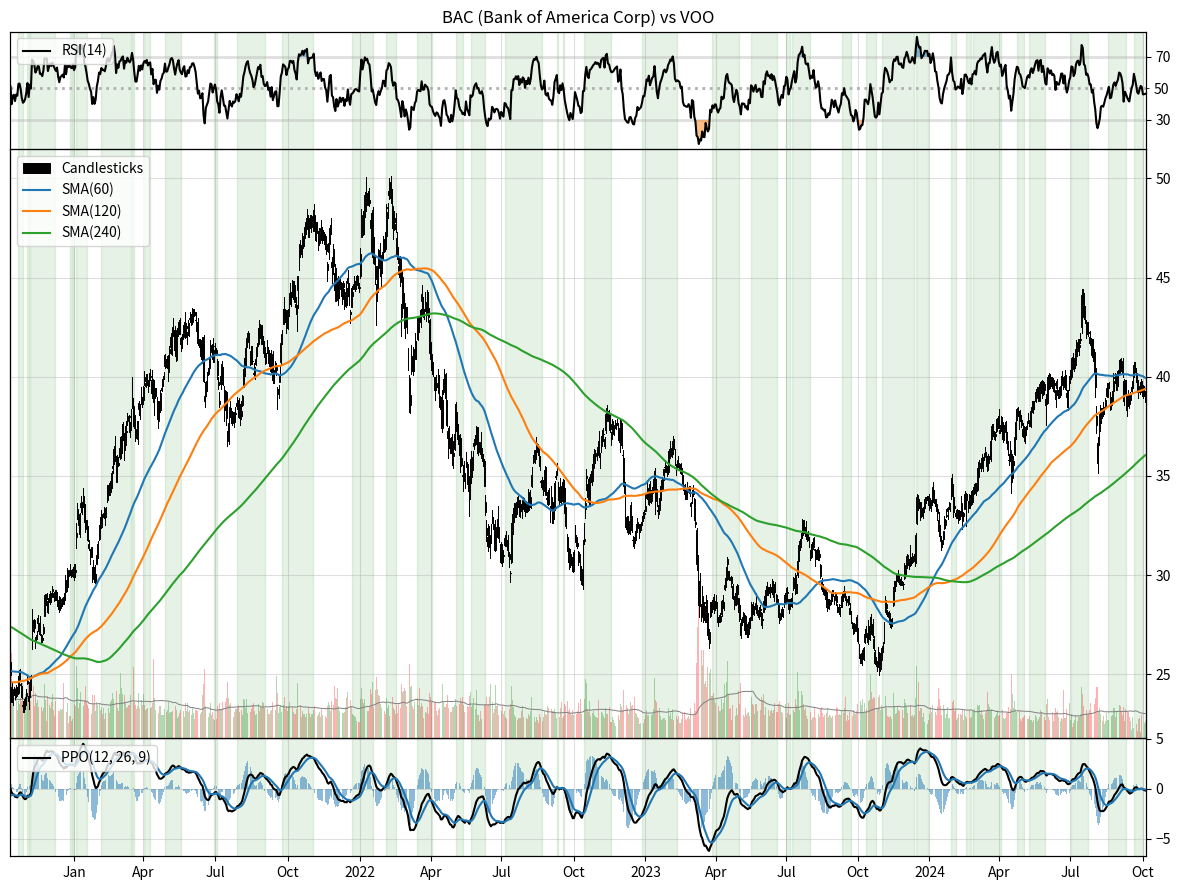 BAC (Bank of America Corp) vs VOO
RSI(14)
70
50
30
Candlesticks
SMA(60)
SMA(120)
SMA(240)
50
45
40
35
30
25
PPO(12, 26, 9)
5
0
−5
Jan Apr Jul Oct 2022 Apr Jul Oct 2023 Apr Jul Oct 2024 Apr Jul Oct